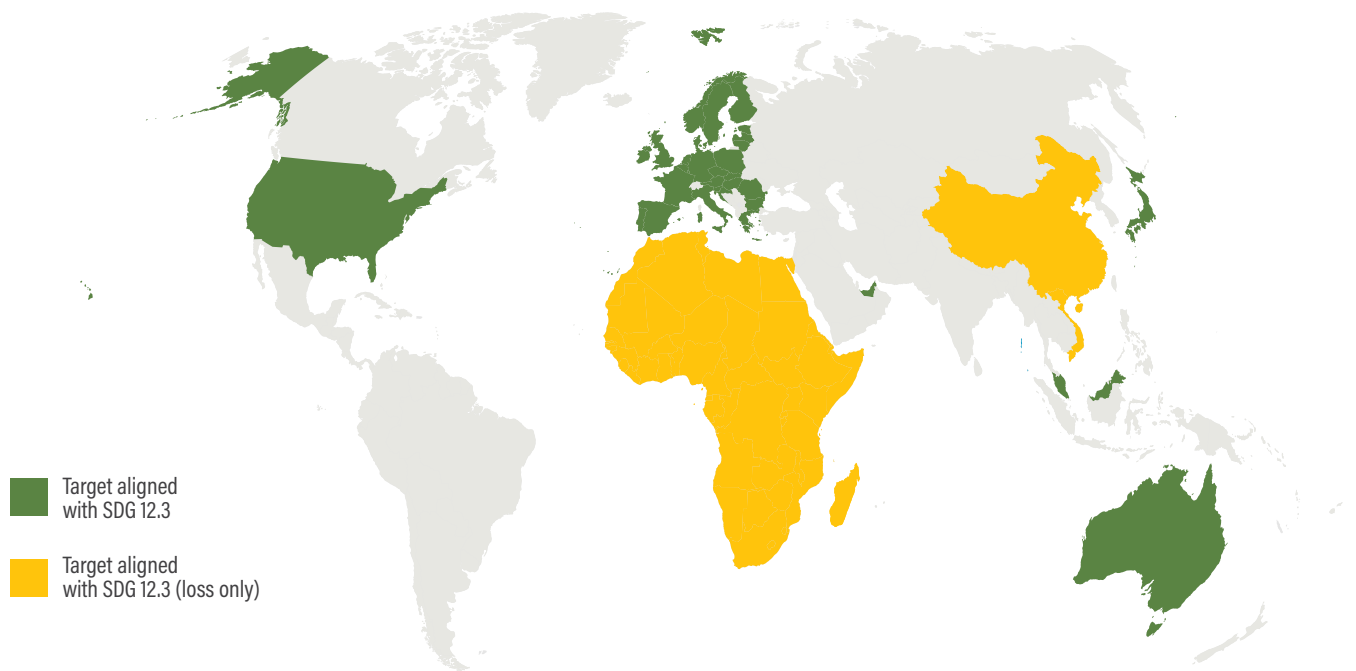 Target aligned
with SDG 12.3
Target aligned
with SDG 12.3 (loss only)